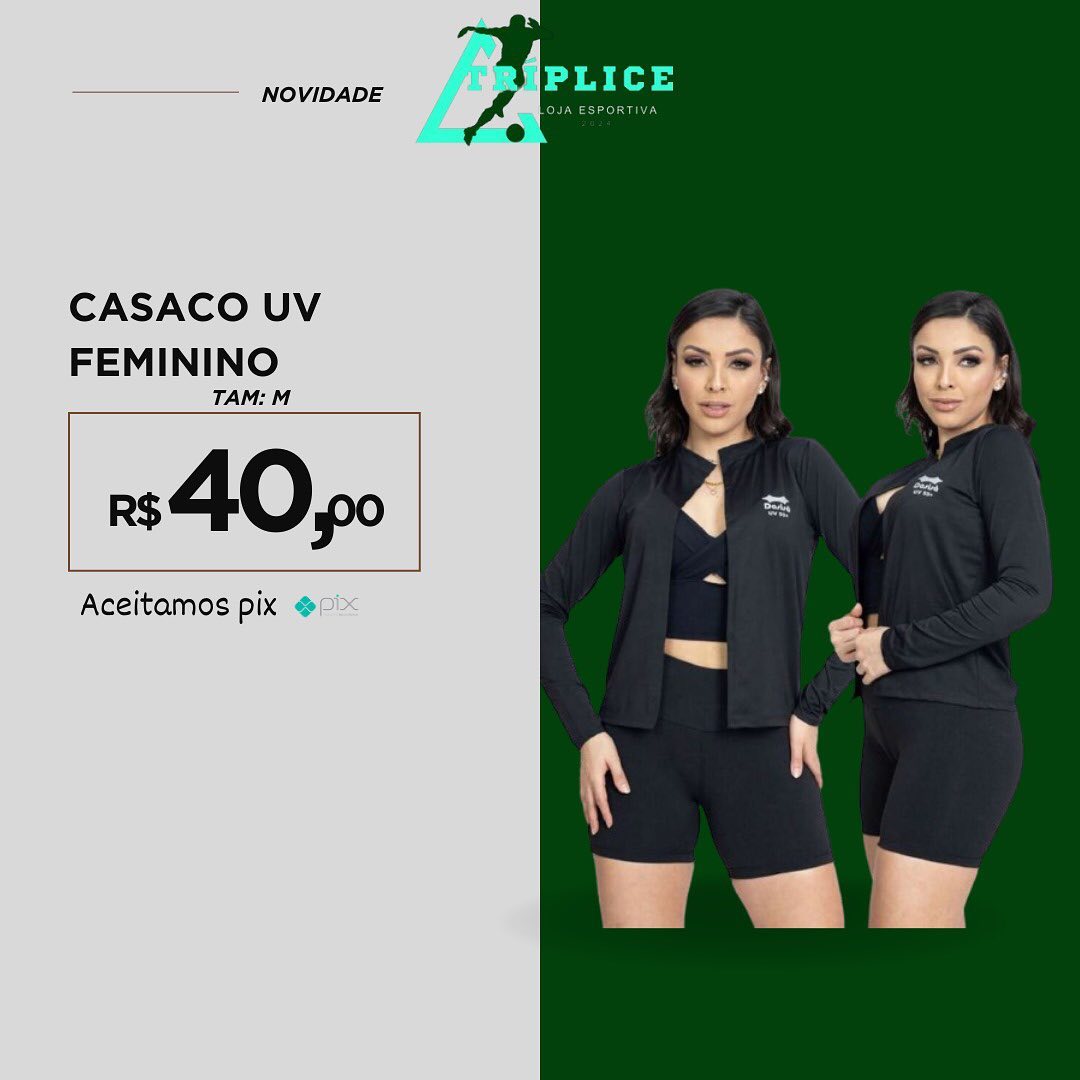 NOVIDADE
TRÍPLICE
LOJA ESPORTIVA
2024
CASACO UV
FEMININO
TAM: M
R$ 40,00
Aceitamos pix
pix